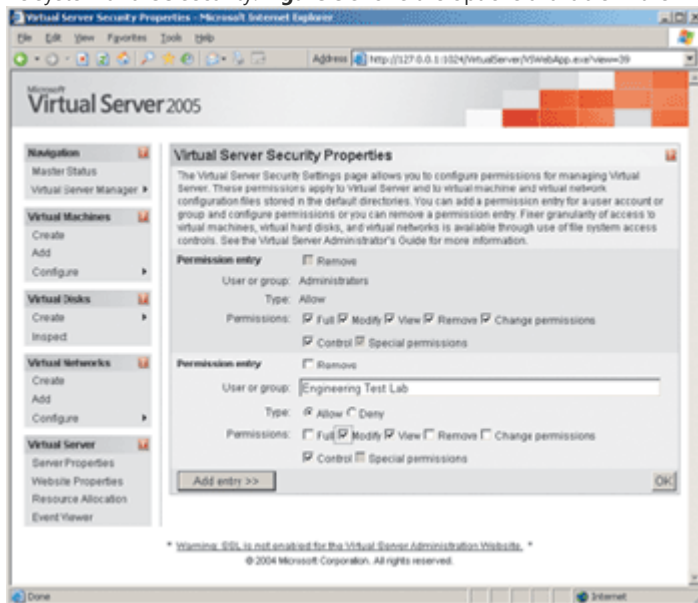 Virtual Server Security Properties - Microsoft Internet Explorer
File Edit View Favorites Tools Help
Address http://127.0.0.1:1024/VirtualServer/VSWebApp.exe?view=39
Microsoft
Virtual Server 2005
Navigation
Master Status
Virtual Server Manager
Virtual Machines
Create
Add
Configure
Virtual Disks
Create
Inspect
Virtual Networks
Create
Add
Configure
Virtual Server
Server Properties
Website Properties
Resource Allocation
Event Viewer
Virtual Server Security Properties
The Virtual Server Security Settings page allows you to configure permissions for managing Virtual
Server. These permissions apply to Virtual Server and to virtual machine and virtual network
configuration files stored in the default directories. You can add a permission entry for a user account or
group and configure permissions or you can remove a permission entry. Finer granularity of access to
virtual machines, virtual hard disks, and virtual networks is available through use of file system access
controls. See the Virtual Server Administrator's Guide for more information.
Permission entry Remove
User or group: Administrators
Type: Allow
Permissions: Full Modify View Remove Change permissions
Control Special permissions
Permission entry Remove
User or group: Engineering Test Lab
Type: Allow Deny
Permissions: Full Modify View Remove Change permissions
Control Special permissions
Add entry >> OK
* Warning: SSL is not enabled for the Virtual Server Administration Website. *
© 2004 Microsoft Corporation. All rights reserved.
Done Internet